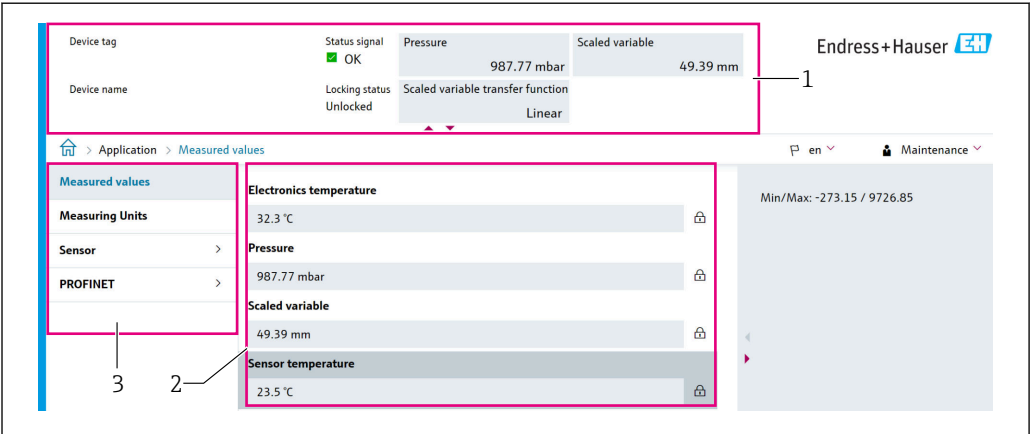 Device tag
Status signal
OK
Pressure
987.77 mbar
Scaled variable
49.39 mm
Endress+Hauser EH
1
Device name
Locking status
Unlocked
Scaled variable transfer function
Linear
> Application > Measured values
en
Maintenance
Measured values
Measuring Units
Sensor >
PROFINET >
3
2
Electronics temperature
32.3 °C
Pressure
987.77 mbar
Scaled variable
49.39 mm
Sensor temperature
23.5 °C
Min/Max: -273.15 / 9726.85